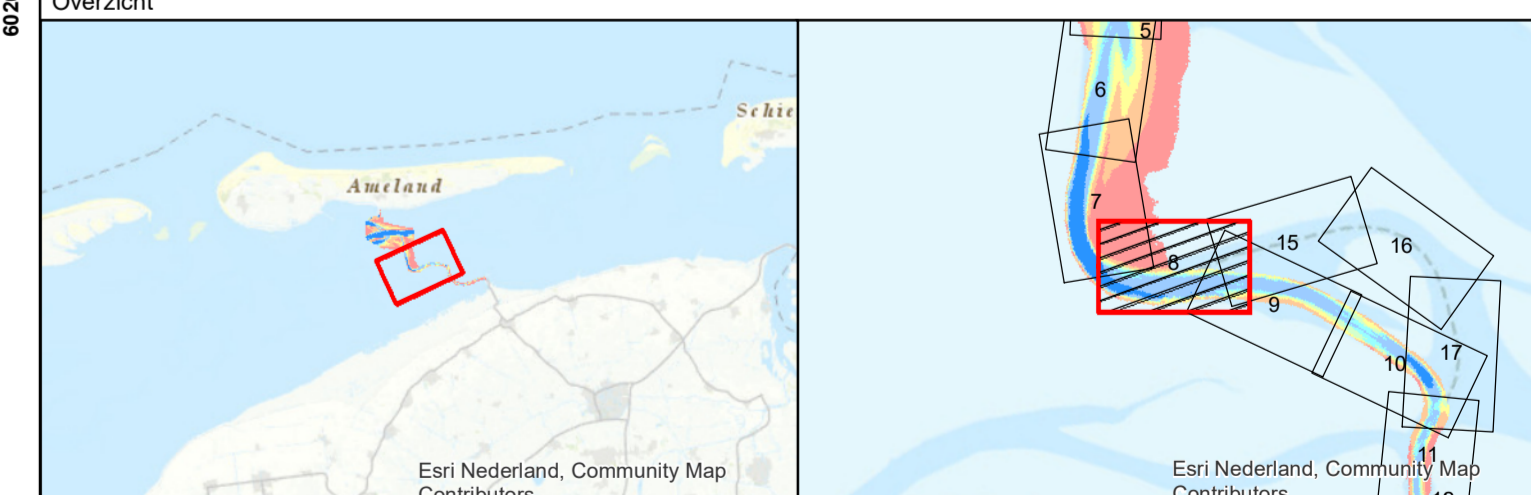 Overzicht
Ameland
Schie
Esri Nederland, Community Map
Contributors
5
6
7
8
15
16
9
17
10
11
Esri Nederland, Community Map
Contributors